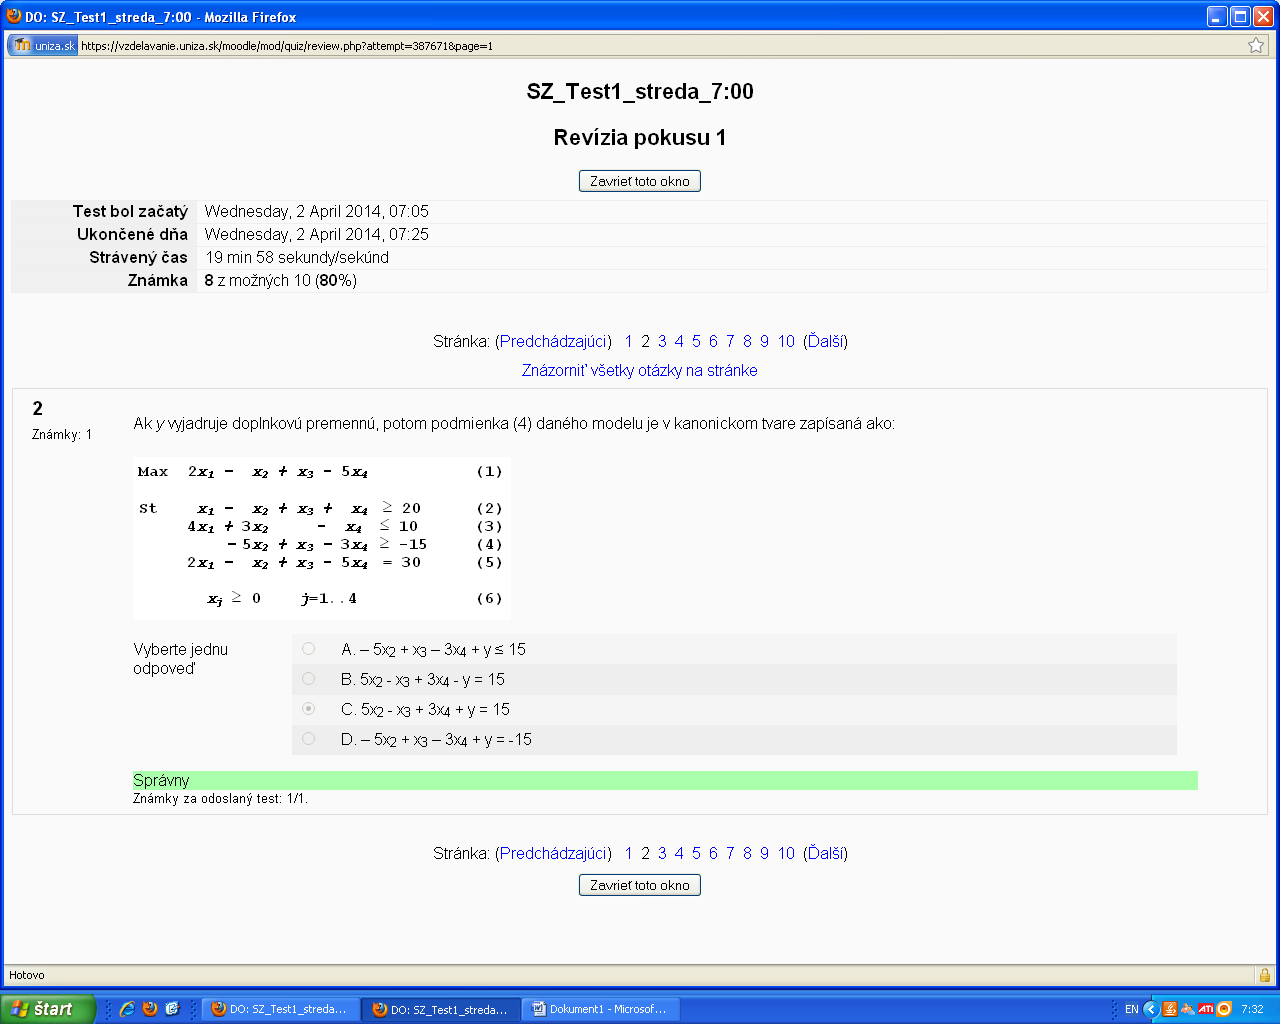 DO: SZ_Test1_streda_7:00 - Mozilla Firefox
uniza.sk https://vzdelavanie.uniza.sk/moodle/mod/quiz/review.php?attempt=387671&page=1
SZ_Test1_streda_7:00
Revízia pokusu 1
Zavrieť toto okno
Test bol začatý Wednesday, 2 April 2014, 07:05
Ukončené dňa Wednesday, 2 April 2014, 07:25
Strávený čas 19 min 58 sekundy/sekúnd
Známka 8 z možných 10 (80%)
Stránka: (Predchádzajúci) 1 2 3 4 5 6 7 8 9 10 (Ďalší)
Znázorniť všetky otázky na stránke
2
Známky: 1
Ak y vyjadruje doplnkovú premennú, potom podmienka (4) daného modelu je v kanonickom tvare zapísaná ako:
Max 2x1 - x2 + x3 - 5x4 (1)
St x1 - x2 + x3 + x4 ≥ 20 (2)
4x1 + 3x2 - x4 ≤ 10 (3)
- 5x2 + x3 - 3x4 ≥ -15 (4)
2x1 - x2 + x3 - 5x4 = 30 (5)
xj ≥ 0 j=1..4 (6)
Vyberte jednu odpoveď
A. – 5x2 + x3 – 3x4 + y ≤ 15
B. 5x2 - x3 + 3x4 - y = 15
C. 5x2 - x3 + 3x4 + y = 15
D. – 5x2 + x3 – 3x4 + y = -15
Správny
Známky za odoslaný test: 1/1.
Stránka: (Predchádzajúci) 1 2 3 4 5 6 7 8 9 10 (Ďalší)
Zavrieť toto okno
Hotovo
štart DO: SZ_Test1_streda... DO: SZ_Test1_streda... Dokument1 - Microsof... EN ATI 7:32